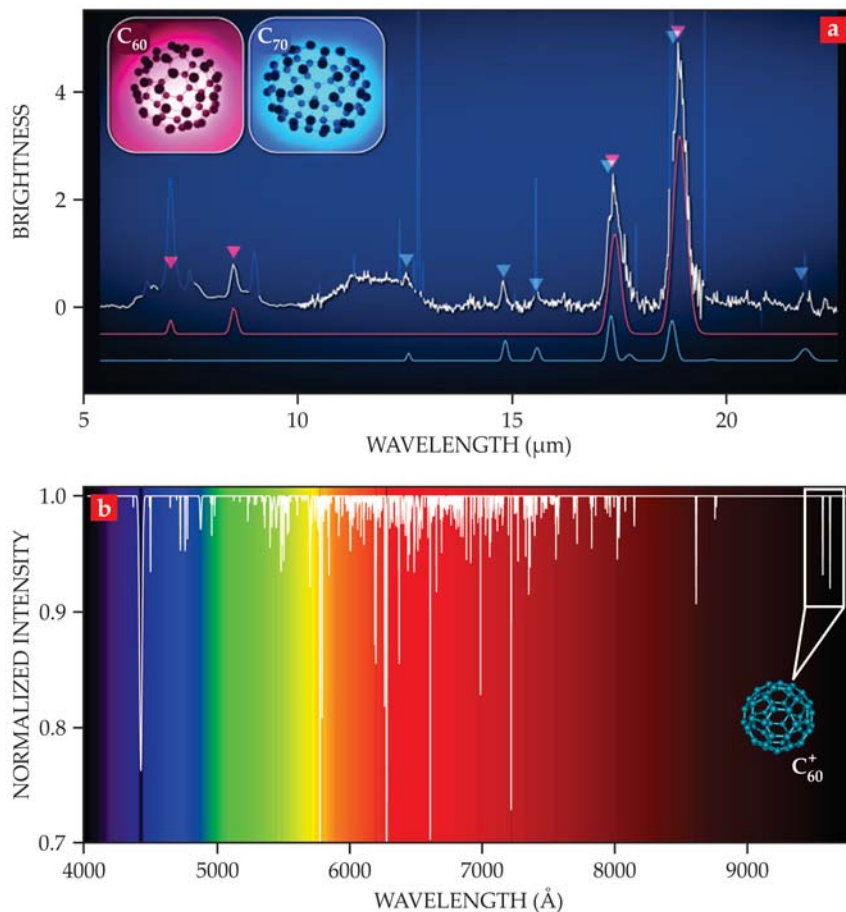 a
C60
C70
BRIGHTNESS
4
2
0
5
10
15
20
WAVELENGTH (µm)
b
NORMALIZED INTENSITY
1.0
0.9
0.8
0.7
C60+
4000
5000
6000
7000
8000
9000
WAVELENGTH (Å)